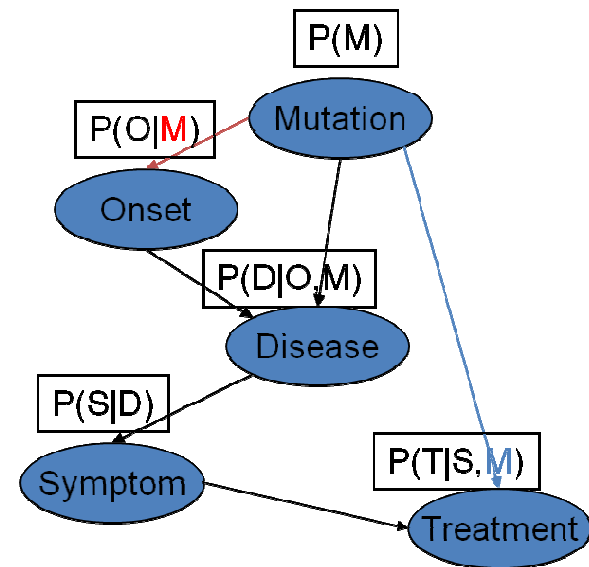 P(M)
Mutation
P(O|M)
Onset
P(D|O,M)
Disease
P(S|D)
Symptom
P(T|S,M)
Treatment